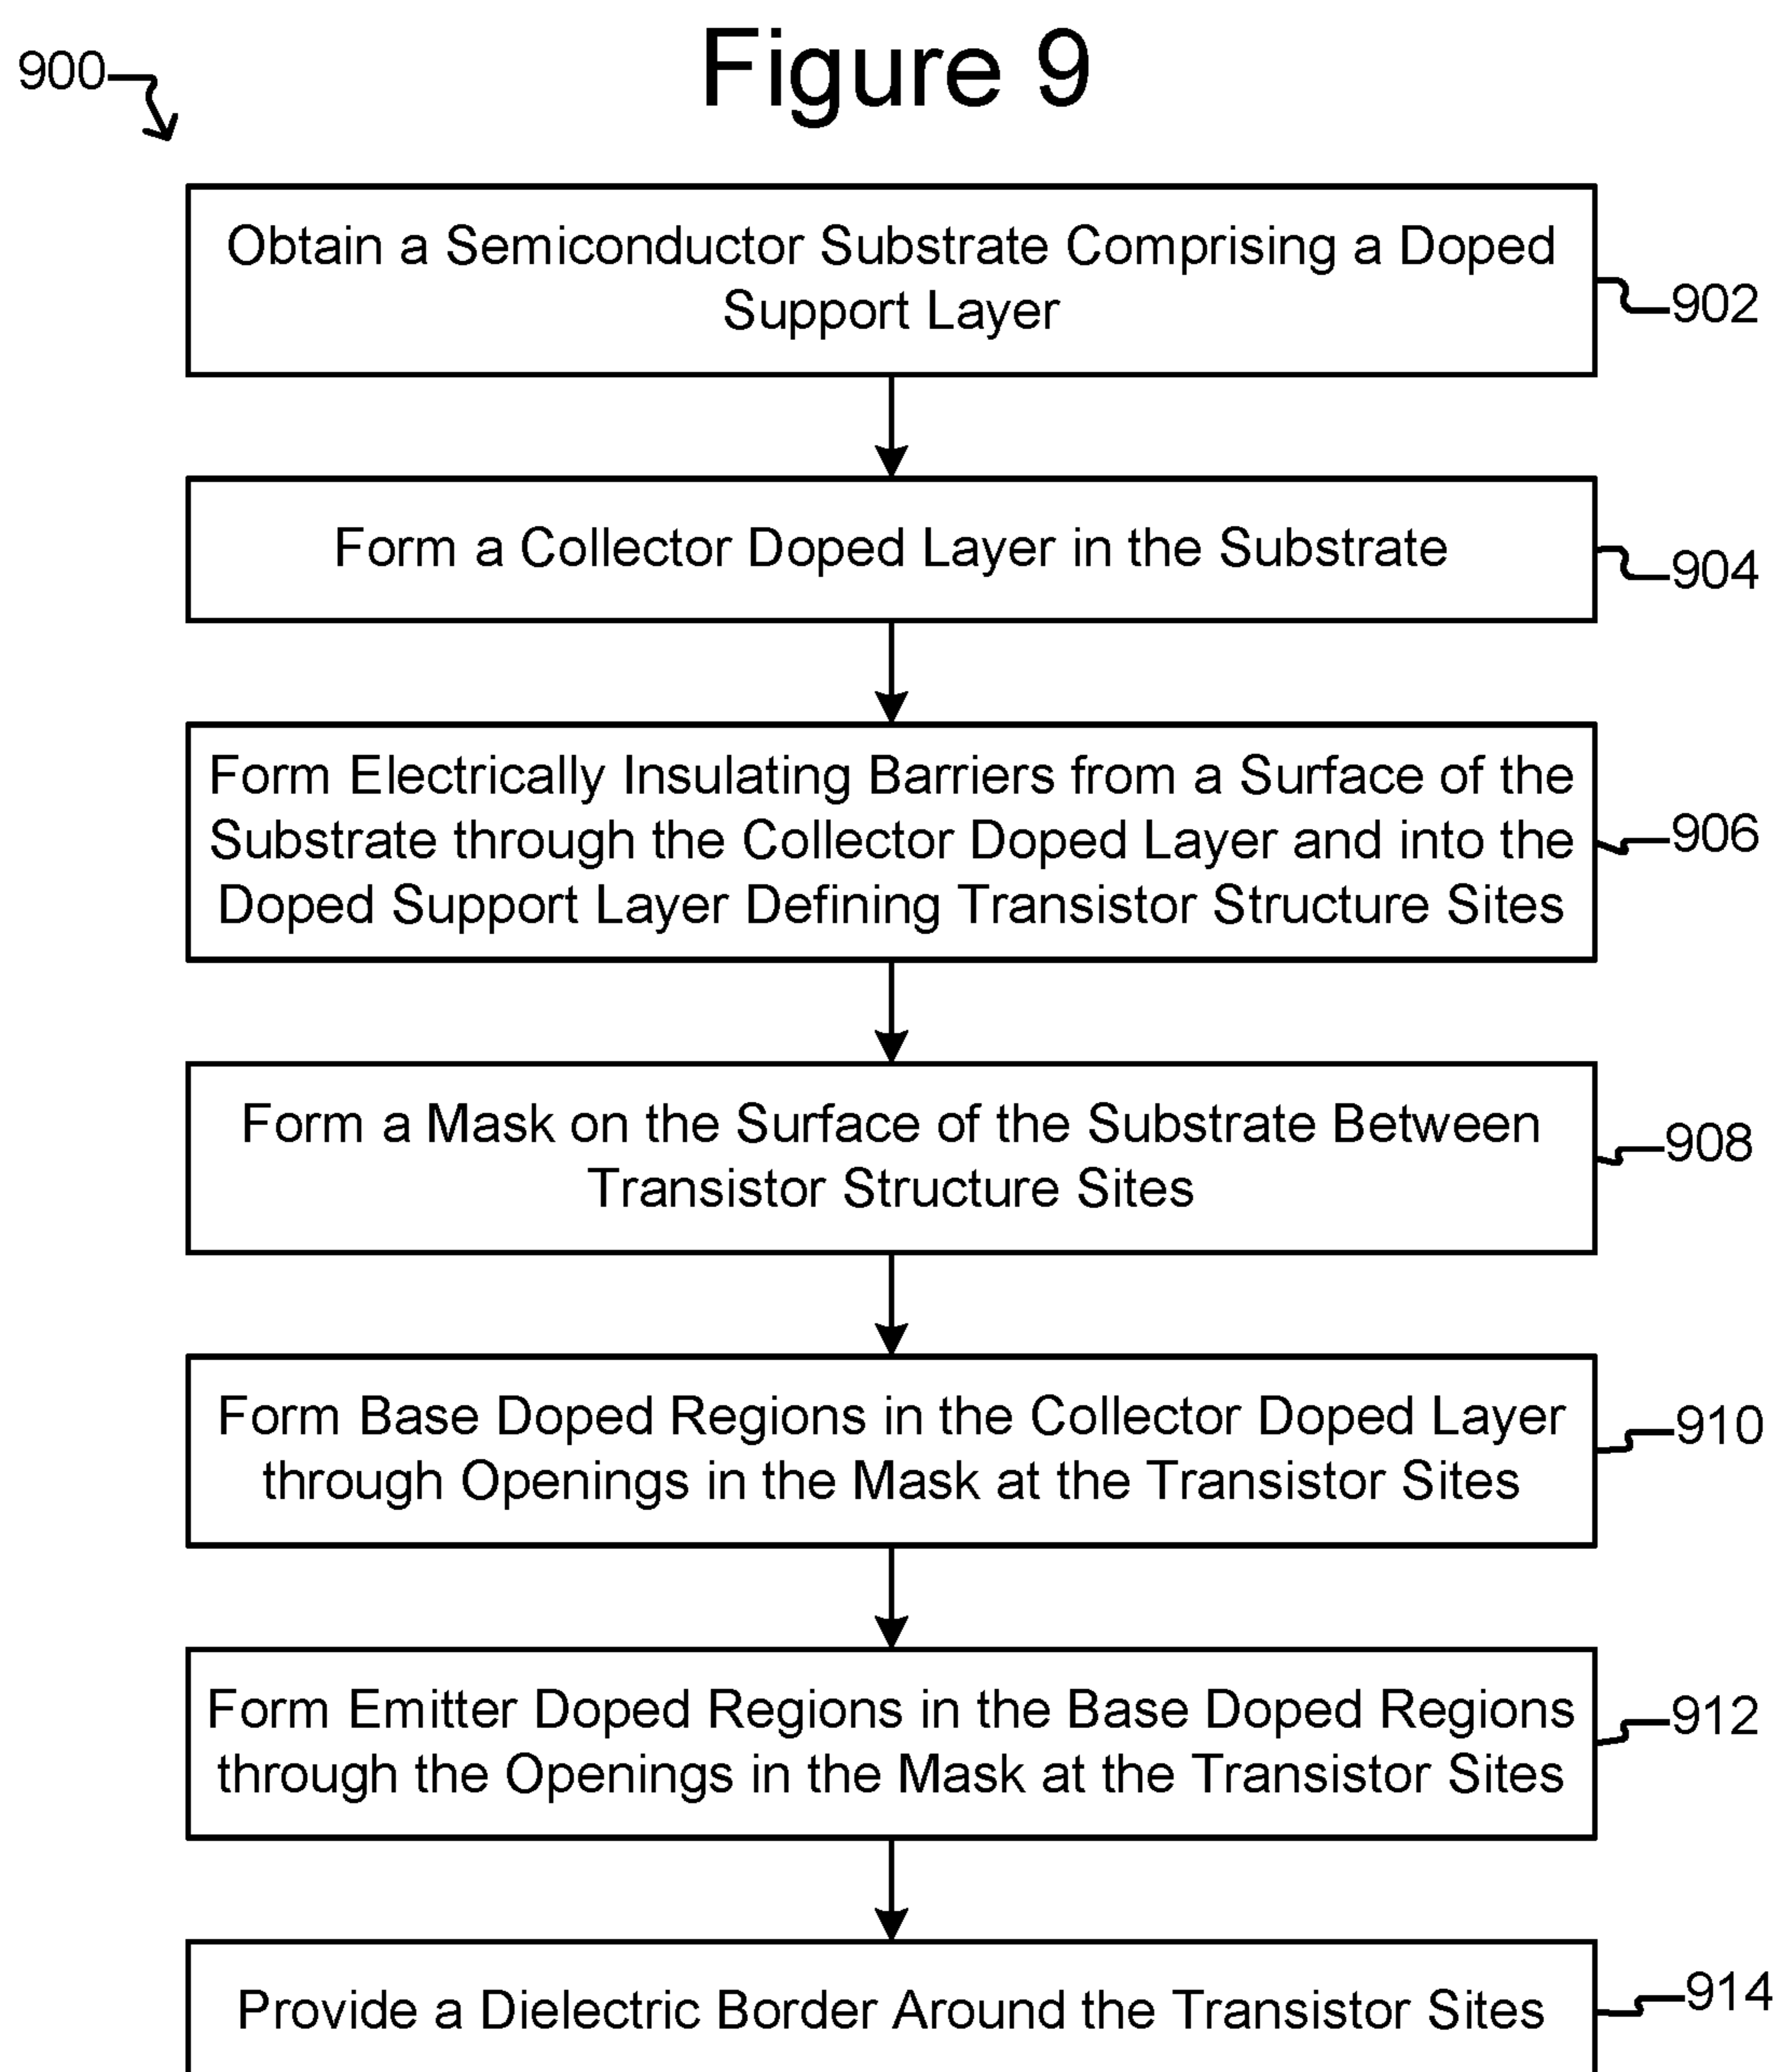 Figure 9
900
Obtain a Semiconductor Substrate Comprising a Doped
Support Layer
902
Form a Collector Doped Layer in the Substrate
904
Form Electrically Insulating Barriers from a Surface of the
Substrate through the Collector Doped Layer and into the
Doped Support Layer Defining Transistor Structure Sites
906
Form a Mask on the Surface of the Substrate Between
Transistor Structure Sites
908
Form Base Doped Regions in the Collector Doped Layer
through Openings in the Mask at the Transistor Sites
910
Form Emitter Doped Regions in the Base Doped Regions
through the Openings in the Mask at the Transistor Sites
912
Provide a Dielectric Border Around the Transistor Sites
914